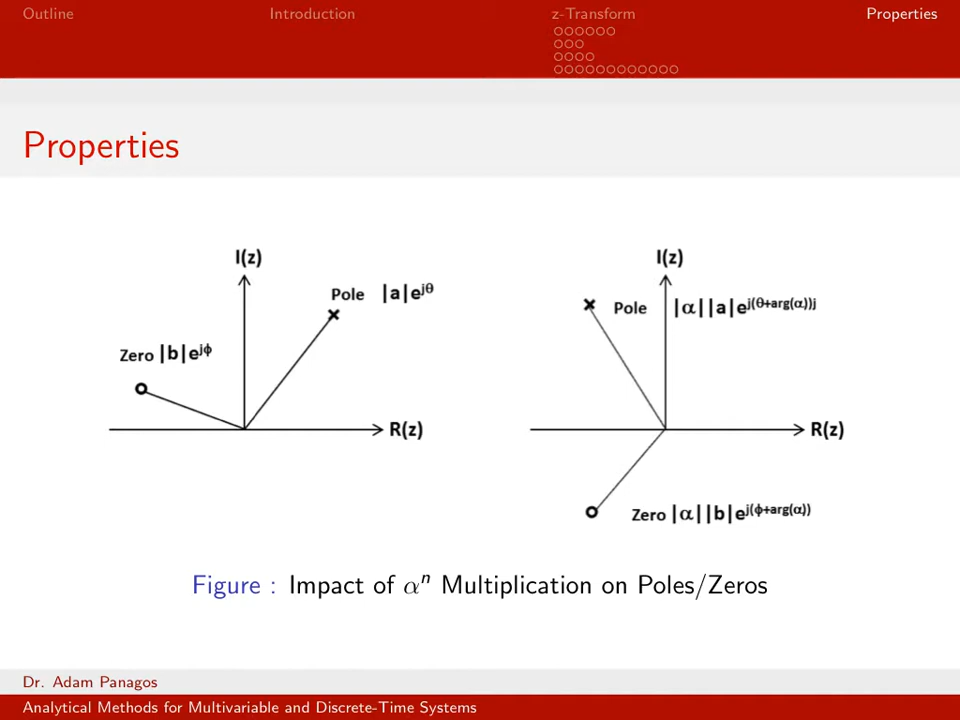 Outline
Introduction
z-Transform
Properties
Properties
I(z)
Pole |a|e^{jθ}
Zero |b|e^{jϕ}
R(z)
I(z)
Pole |α||a|e^{j(θ+arg(α))j}
R(z)
Zero |α||b|e^{j(ϕ+arg(α))}
Figure : Impact of αⁿ Multiplication on Poles/Zeros
Dr. Adam Panagos
Analytical Methods for Multivariable and Discrete-Time Systems